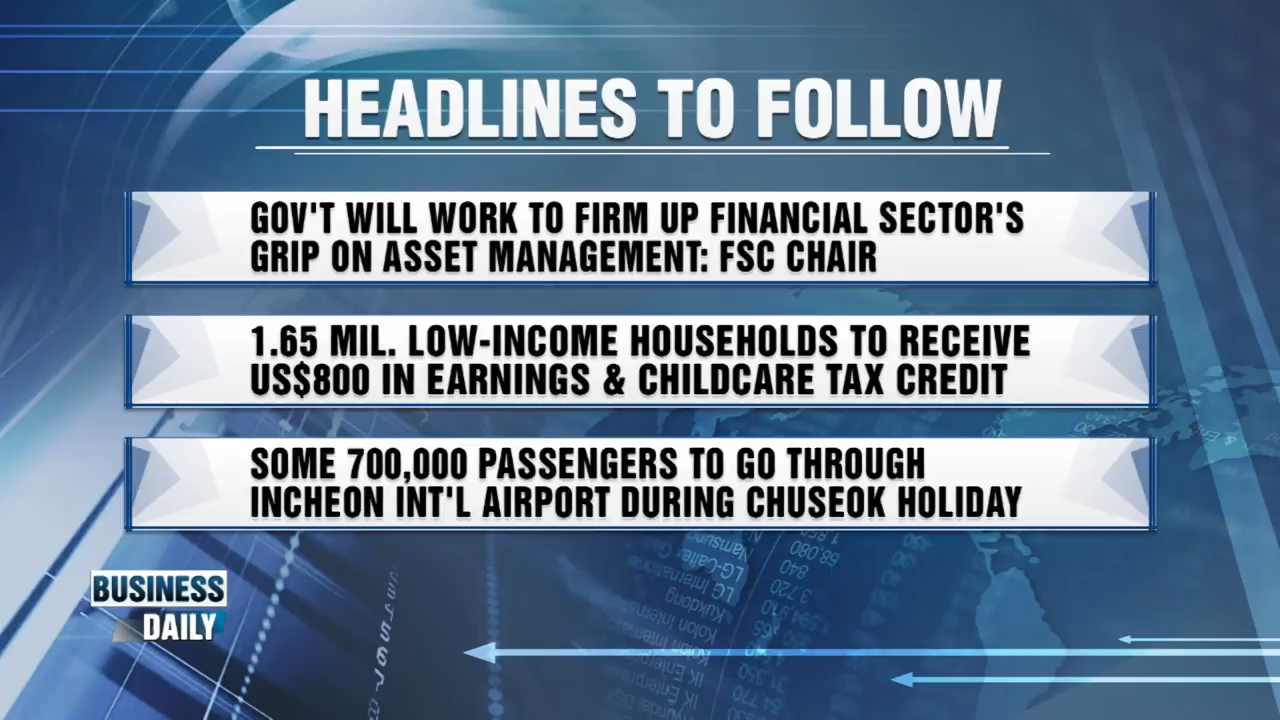 HEADLINES TO FOLLOW
GOV'T WILL WORK TO FIRM UP FINANCIAL SECTOR'S
GRIP ON ASSET MANAGEMENT: FSC CHAIR
1.65 MIL. LOW-INCOME HOUSEHOLDS TO RECEIVE
US$800 IN EARNINGS & CHILDCARE TAX CREDIT
SOME 700,000 PASSENGERS TO GO THROUGH
INCHEON INT'L AIRPORT DURING CHUSEOK HOLIDAY
BUSINESS
DAILY